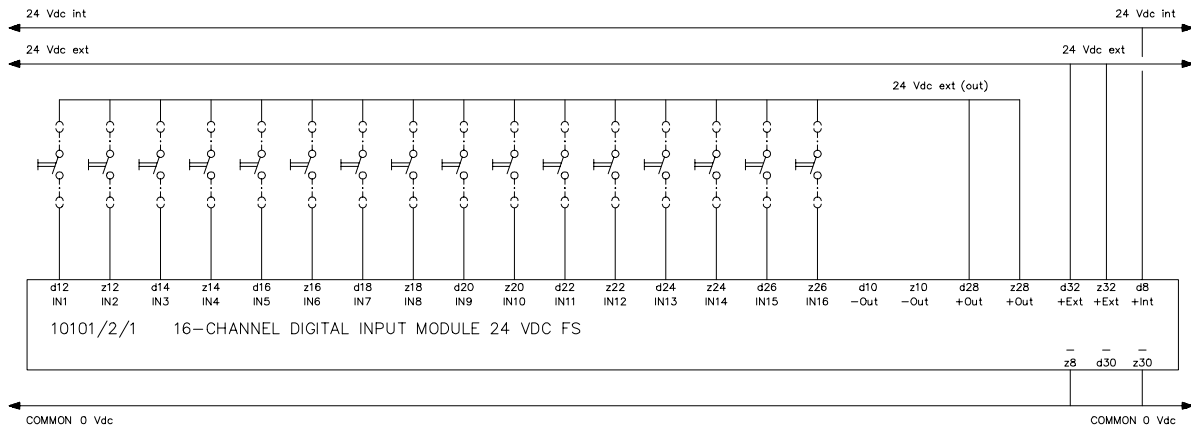 24 Vdc int 24 Vdc int
24 Vdc ext 24 Vdc ext
24 Vdc ext (out)
d12 z12 d14 z14 d16 z16 d18 z18 d20 z20 d22 z22 d24 z24 d26 z26 d10 z10 d28 z28 d32 z32 d8
IN1 IN2 IN3 IN4 IN5 IN6 IN7 IN8 IN9 IN10 IN11 IN12 IN13 IN14 IN15 IN16 −Out −Out +Out +Out +Ext +Ext +Int
10101/2/1 16−CHANNEL DIGITAL INPUT MODULE 24 VDC FS
− − −
z8 d30 z30
COMMON 0 Vdc COMMON 0 Vdc